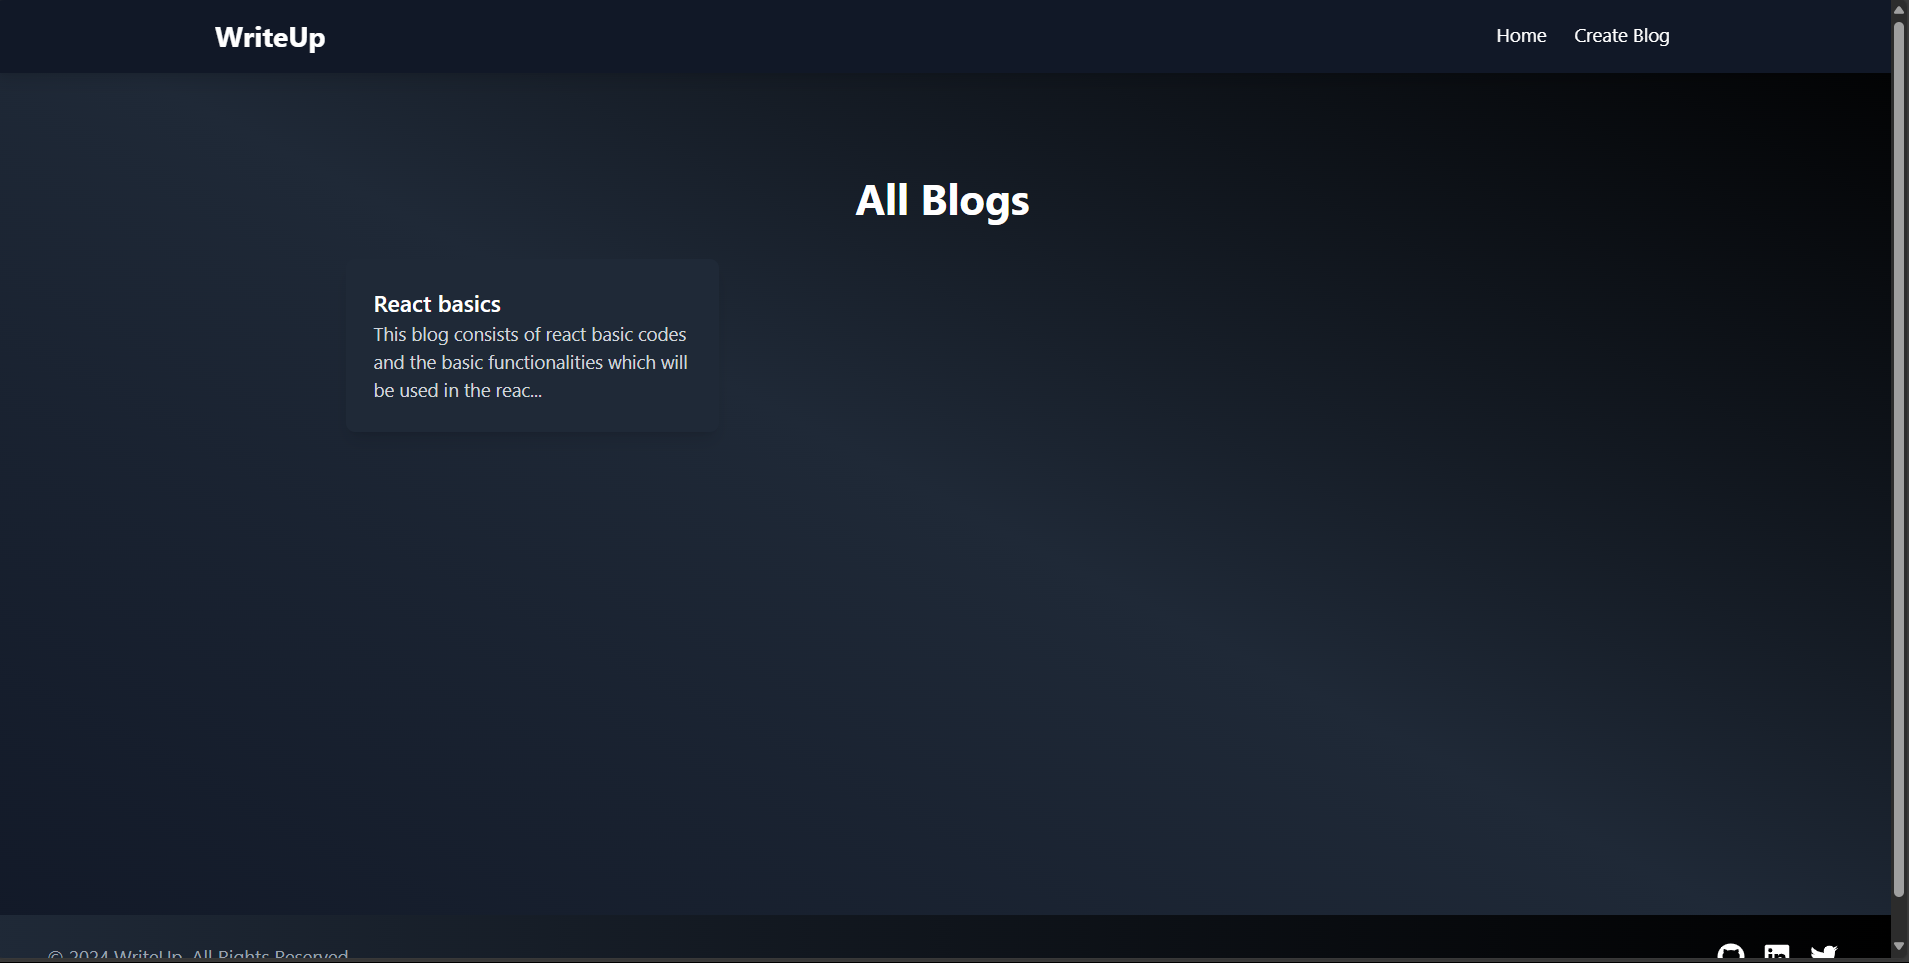 WriteUp
Home
Create Blog
All Blogs
React basics
This blog consists of react basic codes
and the basic functionalities which will
be used in the reac...
© 2024 WriteUp. All Rights Reserved
in